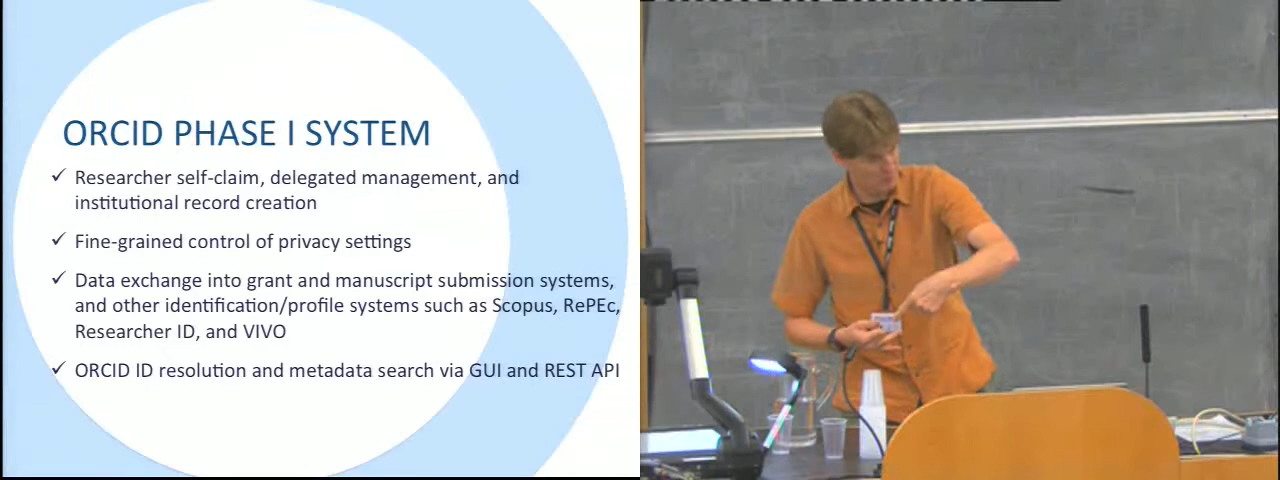 ORCID PHASE I SYSTEM
✓ Researcher self-claim, delegated management, and
institutional record creation
✓ Fine-grained control of privacy settings
✓ Data exchange into grant and manuscript submission systems,
and other identification/profile systems such as Scopus, RePEc,
Researcher ID, and VIVO
✓ ORCID ID resolution and metadata search via GUI and REST API